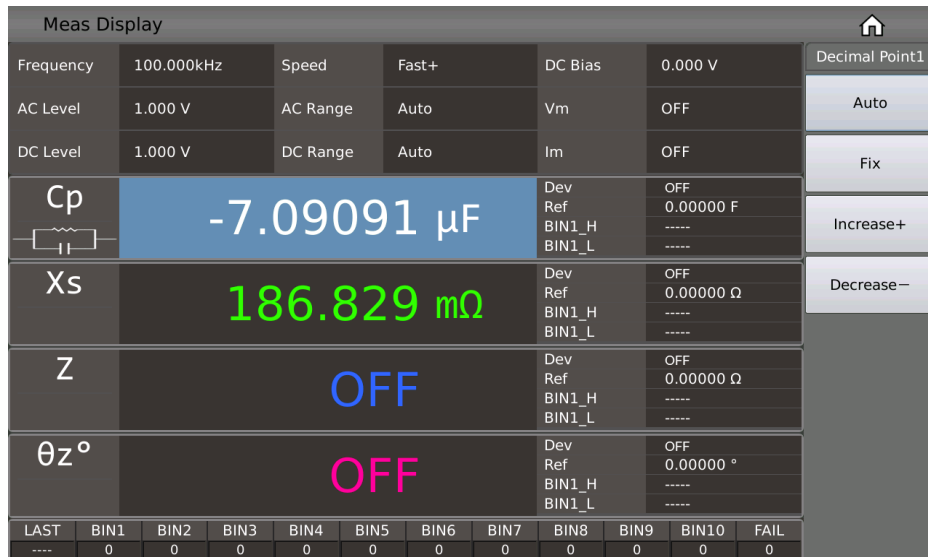 Meas Display
Decimal Point1
Frequency 100.000kHz Speed Fast+ DC Bias 0.000 V
Auto
AC Level 1.000 V AC Range Auto Vm OFF
DC Level 1.000 V DC Range Auto Im OFF
Fix
Cp -7.09091 µF
Dev OFF
Ref 0.00000 F
BIN1_H -----
BIN1_L -----
Increase+
Xs 186.829 mΩ
Dev OFF
Ref 0.00000 Ω
BIN1_H -----
BIN1_L -----
Decrease−
Z OFF
Dev OFF
Ref 0.00000 Ω
BIN1_H -----
BIN1_L -----
θz° OFF
Dev OFF
Ref 0.00000 °
BIN1_H -----
BIN1_L -----
LAST BIN1 BIN2 BIN3 BIN4 BIN5 BIN6 BIN7 BIN8 BIN9 BIN10 FAIL
---- 0 0 0 0 0 0 0 0 0 0 0